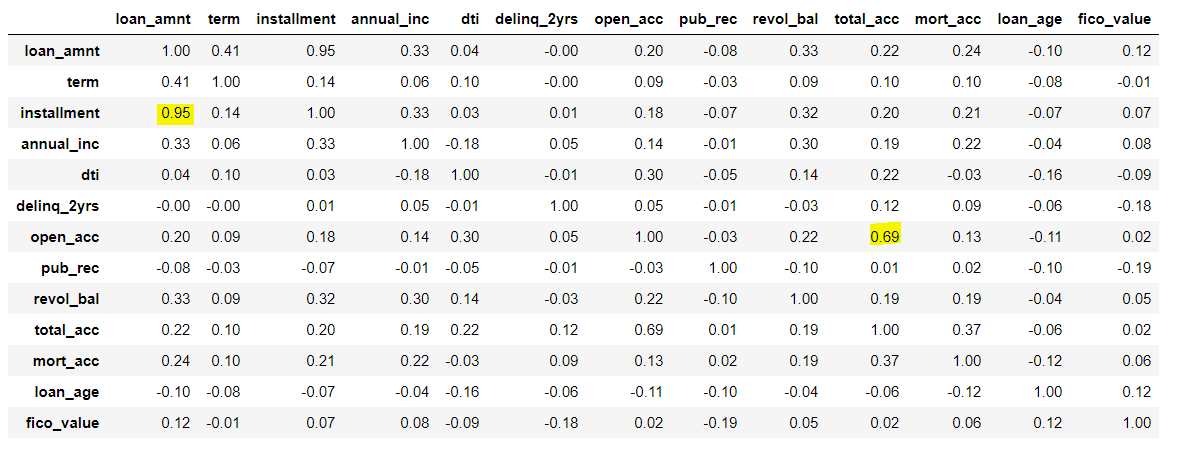 loan_amnt term installment annual_inc dti delinq_2yrs open_acc pub_rec revol_bal total_acc mort_acc loan_age fico_value
loan_amnt 1.00 0.41 0.95 0.33 0.04 -0.00 0.20 -0.08 0.33 0.22 0.24 -0.10 0.12
term 0.41 1.00 0.14 0.06 0.10 -0.00 0.09 -0.03 0.09 0.10 0.10 -0.08 -0.01
installment 0.95 0.14 1.00 0.33 0.03 0.01 0.18 -0.07 0.32 0.20 0.21 -0.07 0.07
annual_inc 0.33 0.06 0.33 1.00 -0.18 0.05 0.14 -0.01 0.30 0.19 0.22 -0.04 0.08
dti 0.04 0.10 0.03 -0.18 1.00 -0.01 0.30 -0.05 0.14 0.22 -0.03 -0.16 -0.09
delinq_2yrs -0.00 -0.00 0.01 0.05 -0.01 1.00 0.05 -0.01 -0.03 0.12 0.09 -0.06 -0.18
open_acc 0.20 0.09 0.18 0.14 0.30 0.05 1.00 -0.03 0.22 0.69 0.13 -0.11 0.02
pub_rec -0.08 -0.03 -0.07 -0.01 -0.05 -0.01 -0.03 1.00 -0.10 0.01 0.02 -0.10 -0.19
revol_bal 0.33 0.09 0.32 0.30 0.14 -0.03 0.22 -0.10 1.00 0.19 0.19 -0.04 0.05
total_acc 0.22 0.10 0.20 0.19 0.22 0.12 0.69 0.01 0.19 1.00 0.37 -0.06 0.02
mort_acc 0.24 0.10 0.21 0.22 -0.03 0.09 0.13 0.02 0.19 0.37 1.00 -0.12 0.06
loan_age -0.10 -0.08 -0.07 -0.04 -0.16 -0.06 -0.11 -0.10 -0.04 -0.06 -0.12 1.00 0.12
fico_value 0.12 -0.01 0.07 0.08 -0.09 -0.18 0.02 -0.19 0.05 0.02 0.06 0.12 1.00